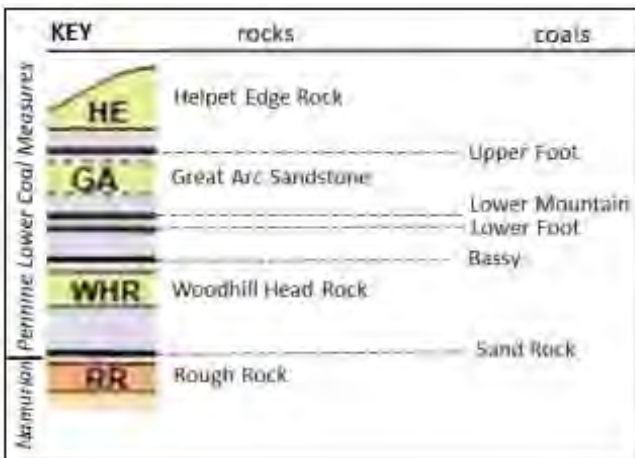 KEY rocks coals
HE Helpet Edge Rock
Upper Foot
GA Great Arc Sandstone
Lower Mountain
Lower Foot
Bassy
WHR Woodhill Head Rock
Sand Rock
RR Rough Rock
Pennine Lower Coal Measures
Namurian